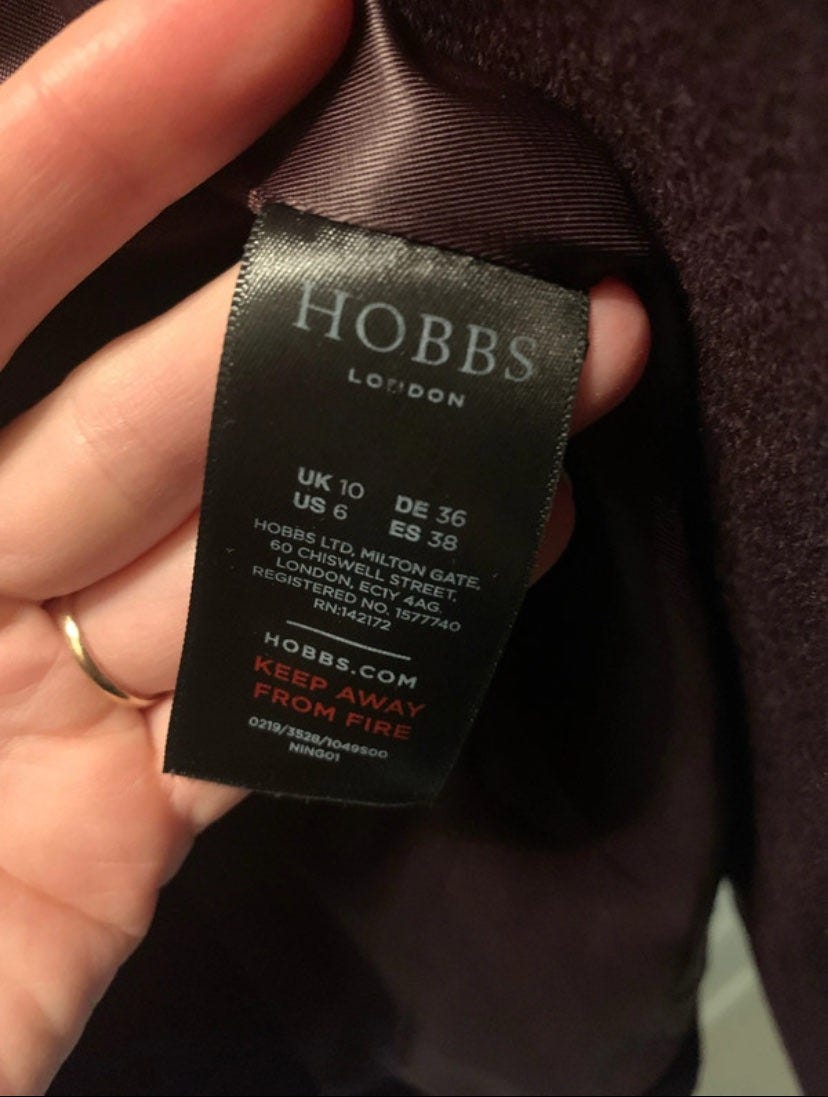 HOBBS
LONDON
UK 10 DE 36
US 6 ES 38
HOBBS LTD, MILTON GATE,
60 CHISWELL STREET,
LONDON, EC1Y 4AG.
REGISTERED NO. 1577740
RN:142172
HOBBS.COM
KEEP AWAY
FROM FIRE
0219/3528/1049S00
NING01